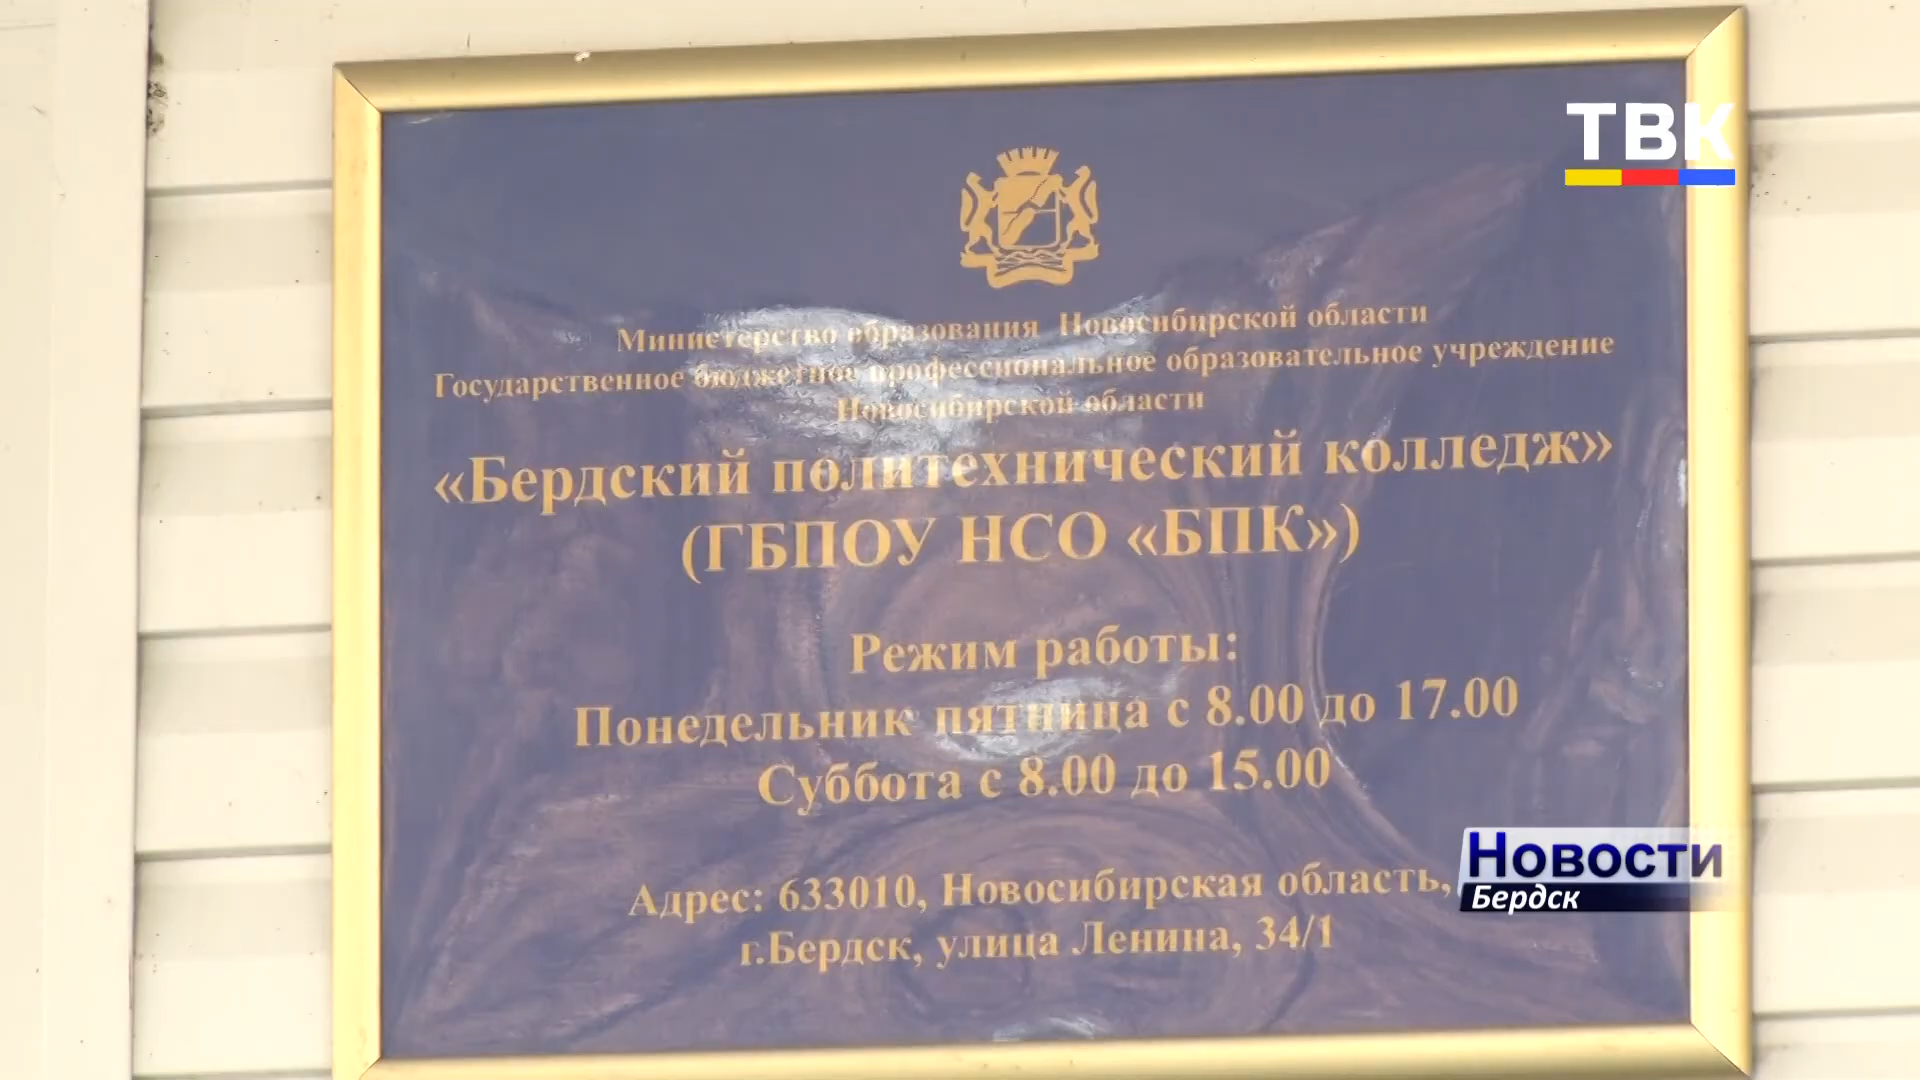 ТВК
Министерство образования Новосибирской области
Государственное бюджетное профессиональное образовательное учреждение
Новосибирской области
«Бердский политехнический колледж»
(ГБПОУ НСО «БПК»)
Режим работы:
Понедельник пятница с 8.00 до 17.00
Суббота с 8.00 до 15.00
Адрес: 633010, Новосибирская область,
г.Бердск, улица Ленина, 34/1
Новости
Бердск